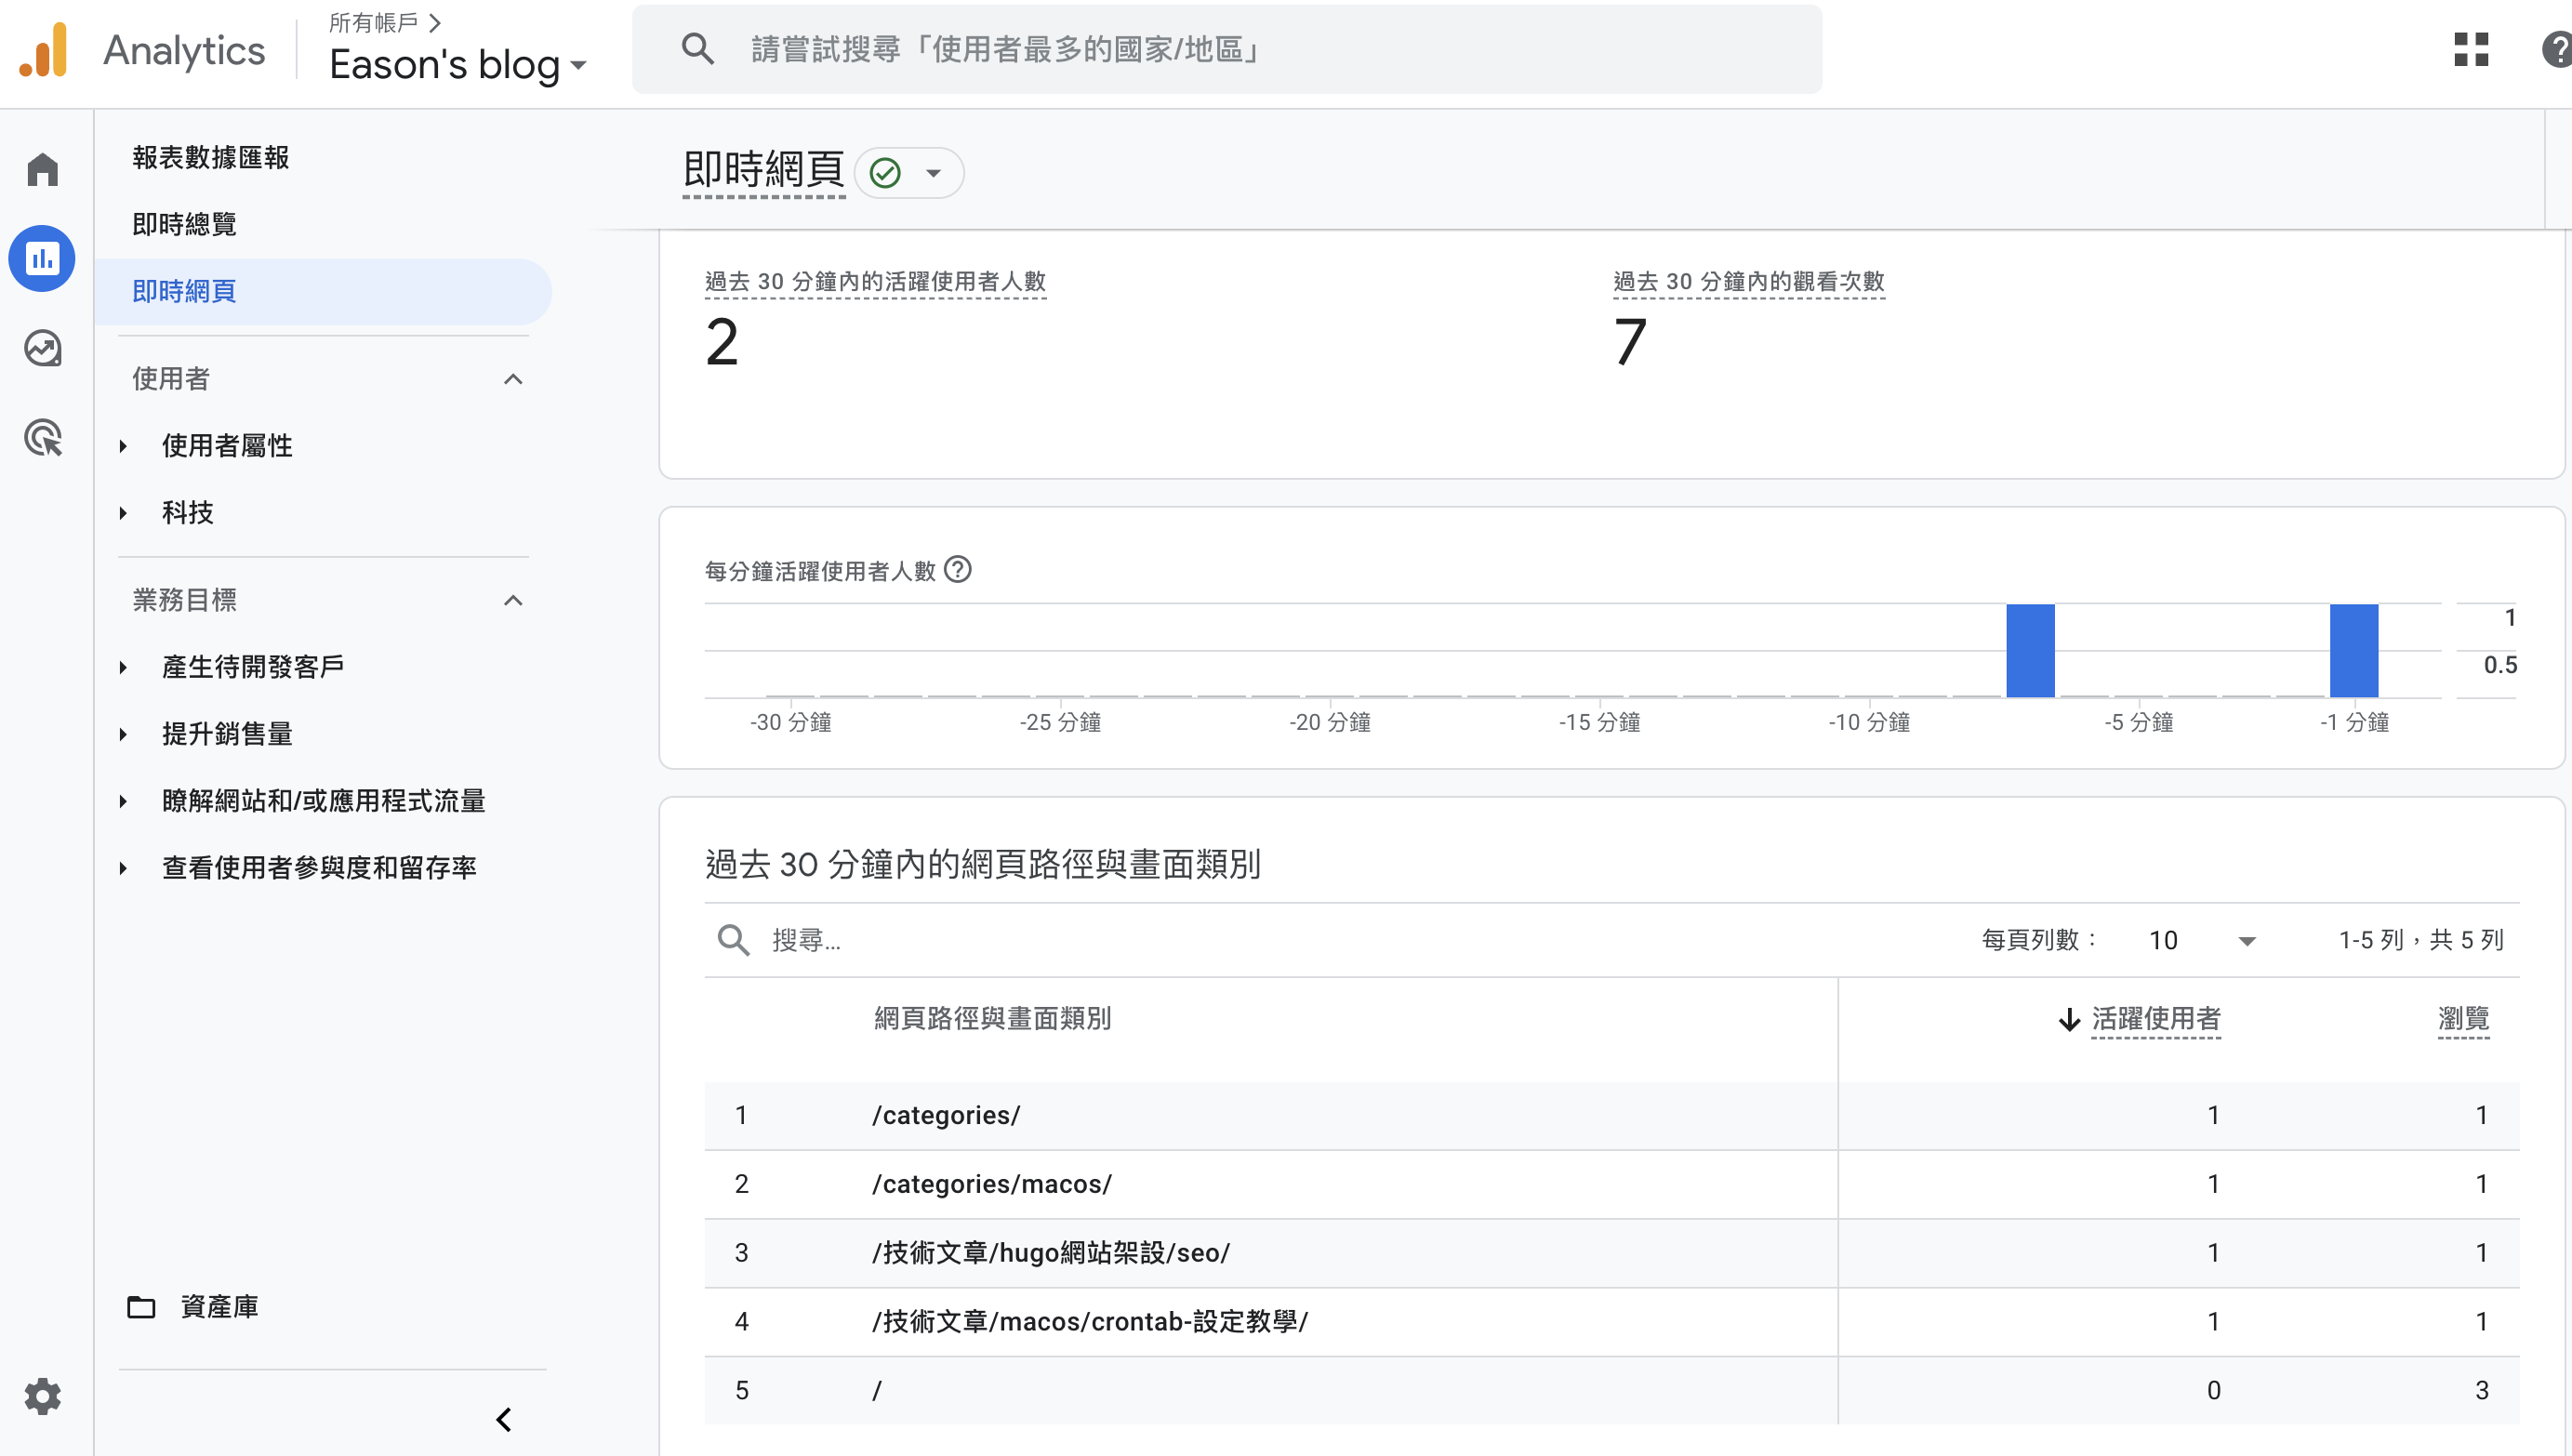 Analytics
所有帳戶
Eason's blog
請嘗試搜尋「使用者最多的國家/地區」
報表數據匯報
即時總覽
即時網頁
使用者
使用者屬性
科技
業務目標
產生待開發客戶
提升銷售量
瞭解網站和/或應用程式流量
查看使用者參與度和留存率
資產庫
即時網頁
過去 30 分鐘內的活躍使用者人數
2
過去 30 分鐘內的觀看次數
7
每分鐘活躍使用者人數
1
0.5
-30 分鐘
-25 分鐘
-20 分鐘
-15 分鐘
-10 分鐘
-5 分鐘
-1 分鐘
過去 30 分鐘內的網頁路徑與畫面類別
搜尋...
每頁列數：
10
1-5 列，共 5 列
網頁路徑與畫面類別 活躍使用者 瀏覽
1 /categories/ 1 1
2 /categories/macos/ 1 1
3 /技術文章/hugo網站架設/seo/ 1 1
4 /技術文章/macos/crontab-設定教學/ 1 1
5 / 0 3